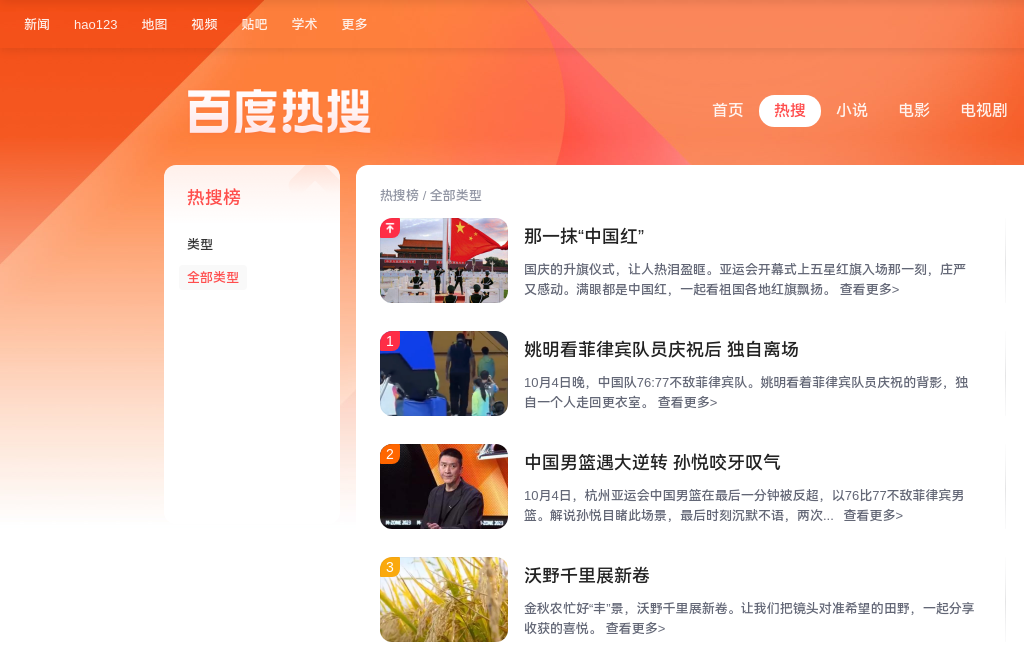 新闻 hao123 地图 视频 贴吧 学术 更多
百度热搜
首页 热搜 小说 电影 电视剧
热搜榜
类型
全部类型
热搜榜 / 全部类型
那一抹“中国红”
国庆的升旗仪式，让人热泪盈眶。亚运会开幕式上五星红旗入场那一刻，庄严
又感动。满眼都是中国红，一起看祖国各地红旗飘扬。 查看更多>
1
姚明看菲律宾队员庆祝后 独自离场
10月4日晚，中国队76:77不敌菲律宾队。姚明看着菲律宾队员庆祝的背影，独
自一个人走回更衣室。 查看更多>
2
中国男篮遇大逆转 孙悦咬牙叹气
10月4日，杭州亚运会中国男篮在最后一分钟被反超，以76比77不敌菲律宾男
篮。解说孙悦目睹此场景，最后时刻沉默不语，两次... 查看更多>
3
沃野千里展新卷
金秋农忙好“丰”景，沃野千里展新卷。让我们把镜头对准希望的田野，一起分享
收获的喜悦。 查看更多>